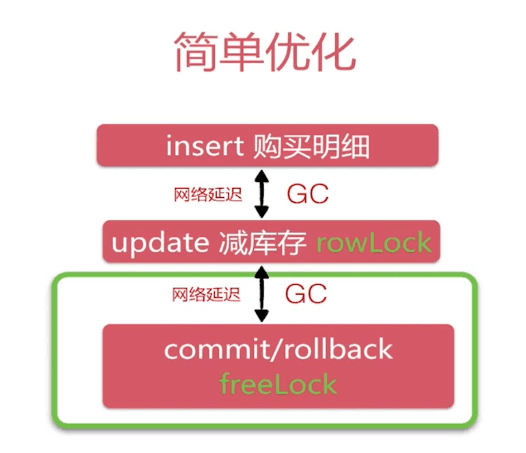 简单优化
insert 购买明细
网络延迟 GC
update 减库存 rowLock
网络延迟 GC
commit/rollback
freeLock